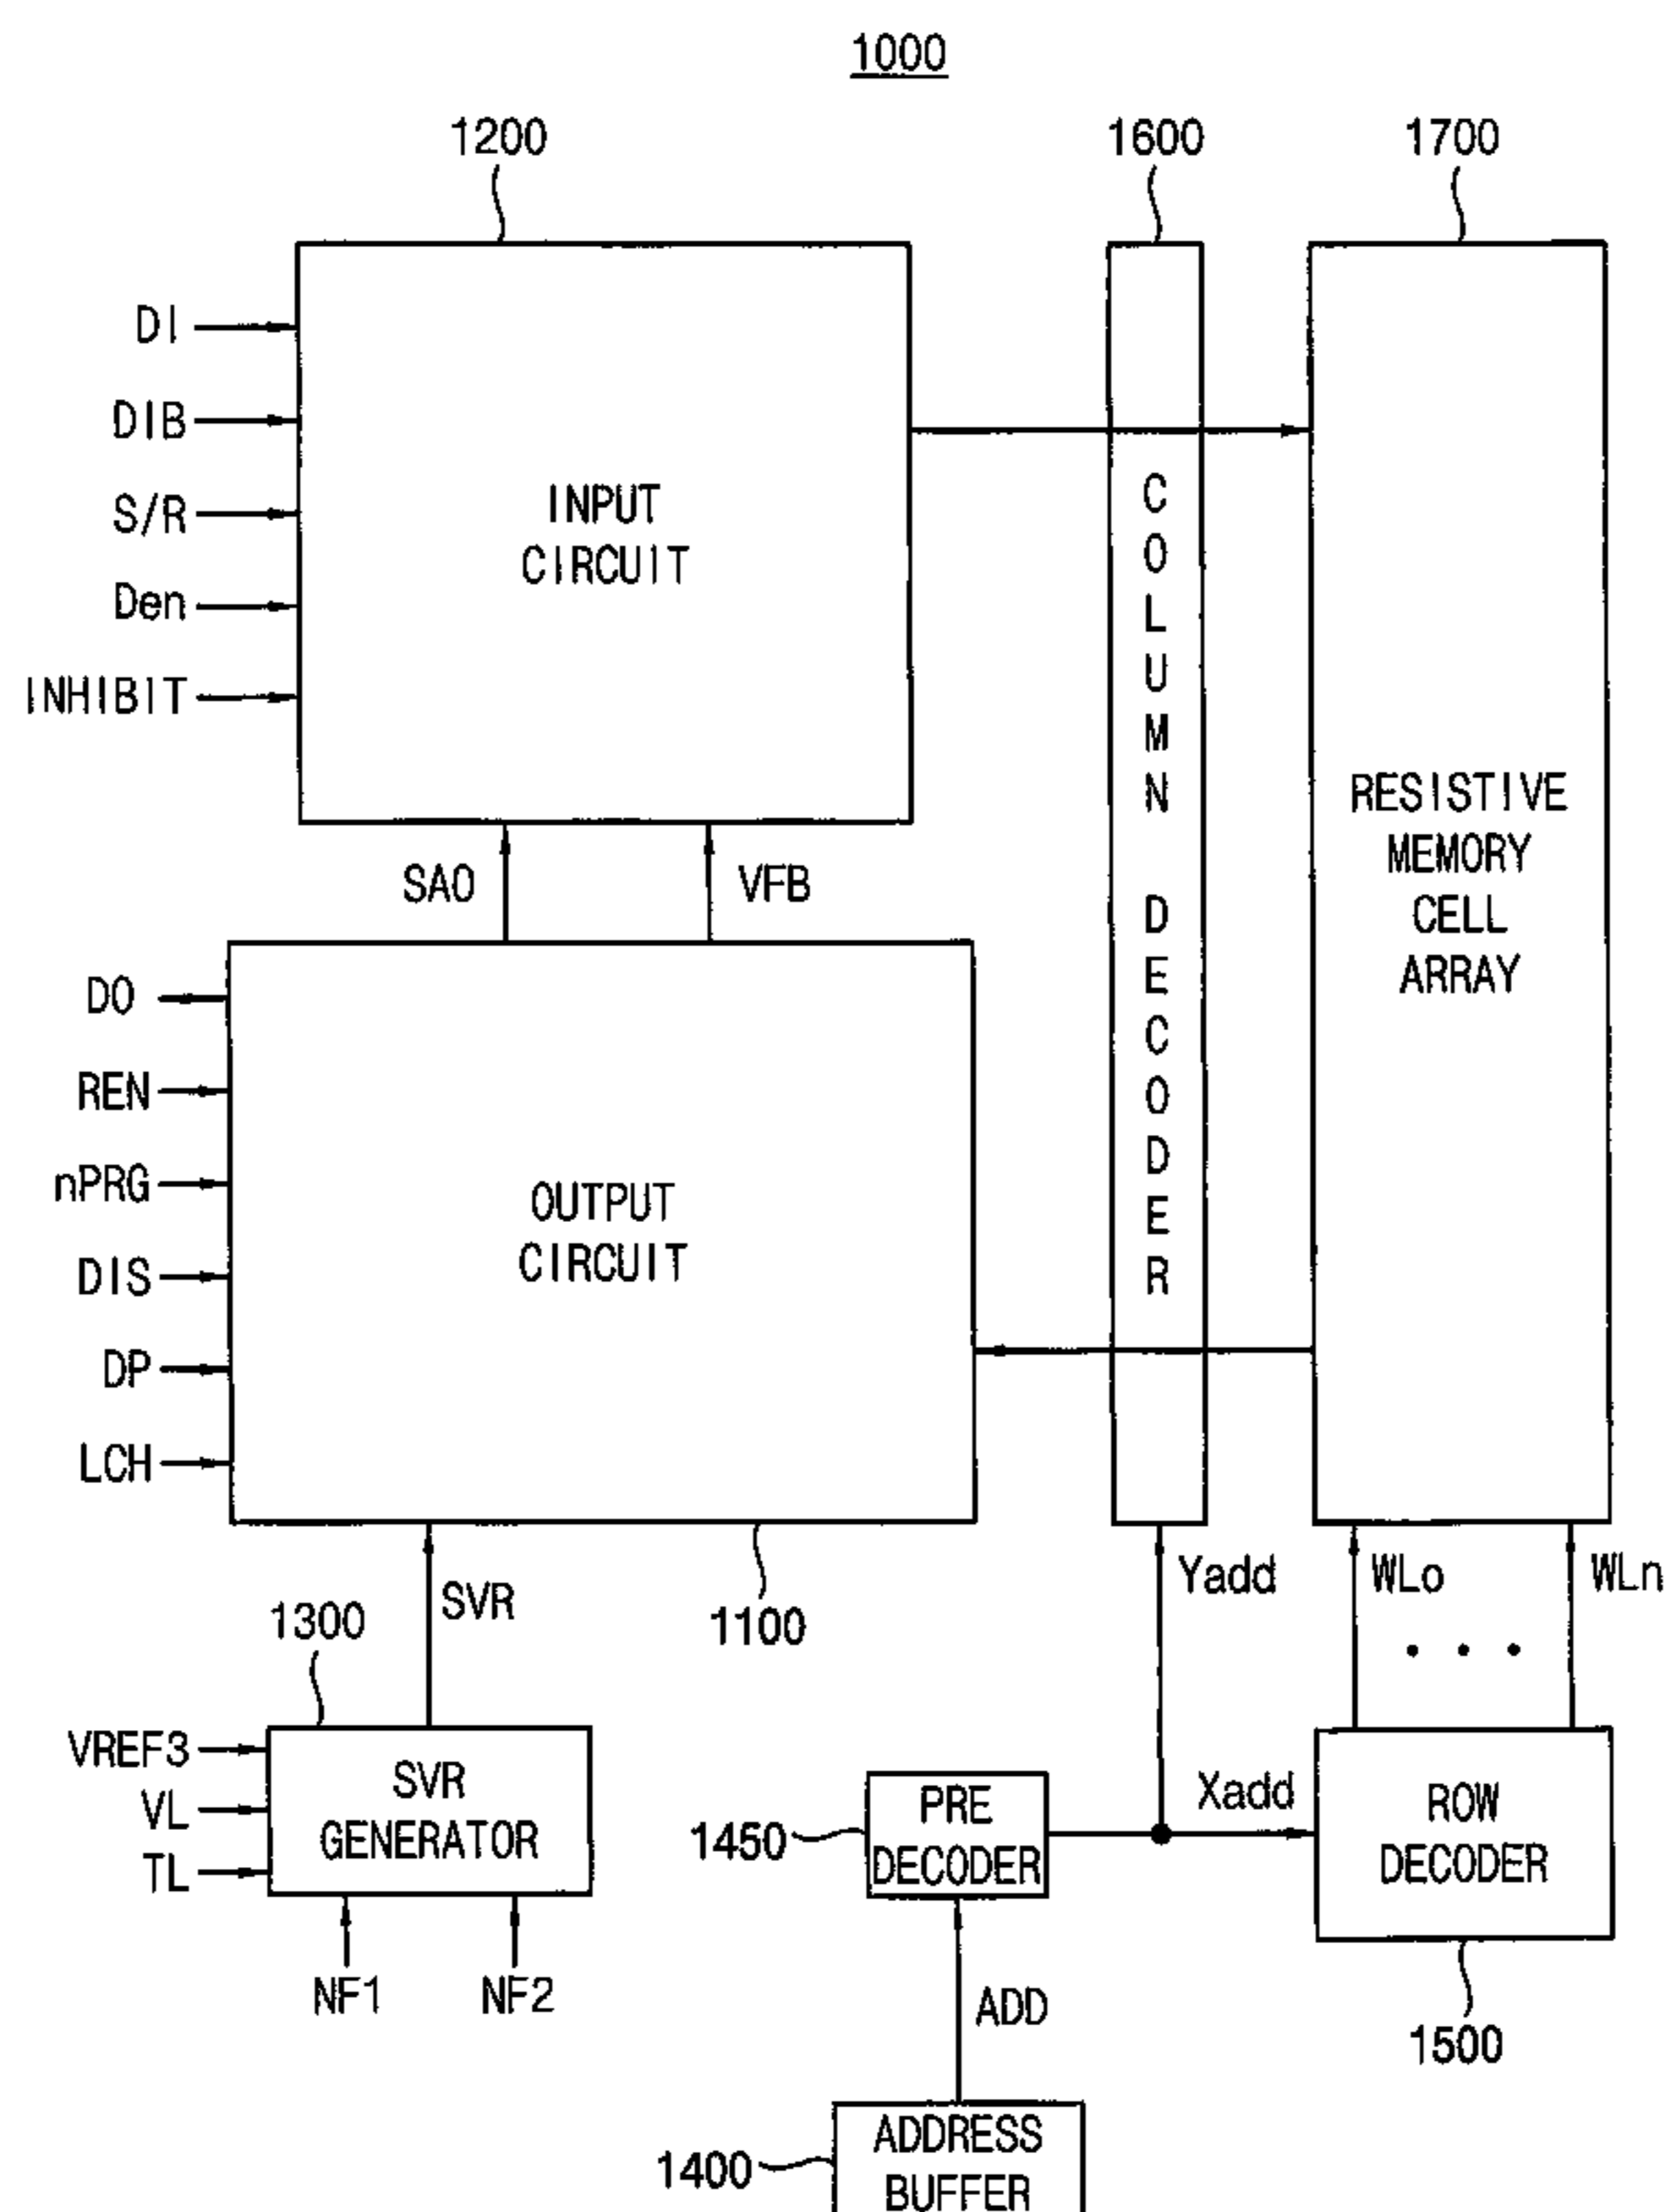 1000
1200
1600
1700
DI
DIB
S/R
Den
INHIBIT
INPUT
CIRCUIT
COLUMN DECODER
RESISTIVE
MEMORY
CELL
ARRAY
SAO
VFB
DO
REN
nPRG
DIS
DP
LCH
OUTPUT
CIRCUIT
SVR
1100
Yadd
WLo
WLn
. . .
1300
VREF3
VL
TL
SVR
GENERATOR
NF1
NF2
1450
PRE
DECODER
Xadd
ROW
DECODER
1500
ADD
1400
ADDRESS
BUFFER